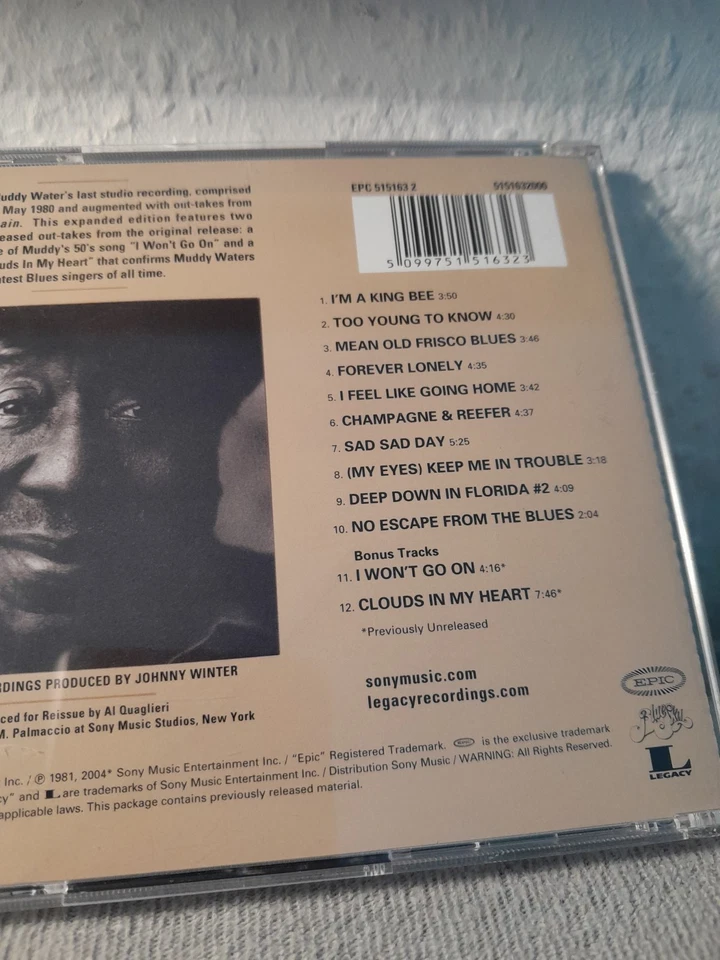 uddy Water's last studio recording, comprised
May 1980 and augmented with out-takes from
ain. This expanded edition features two
eased out-takes from the original release: a
e of Muddy's 50's song "I Won't Go On" and a
uds In My Heart" that confirms Muddy Waters
test Blues singers of all time.
EPC 515163 2 5151632000
5 099751 516323
1. I'M A KING BEE 3:50
2. TOO YOUNG TO KNOW 4:30
3. MEAN OLD FRISCO BLUES 3:46
4. FOREVER LONELY 4:35
5. I FEEL LIKE GOING HOME 3:42
6. CHAMPAGNE & REEFER 4:37
7. SAD SAD DAY 5:25
8. (MY EYES) KEEP ME IN TROUBLE 3:18
9. DEEP DOWN IN FLORIDA #2 4:09
10. NO ESCAPE FROM THE BLUES 2:04
Bonus Tracks
11. I WON'T GO ON 4:16*
12. CLOUDS IN MY HEART 7:46*
*Previously Unreleased
sonymusic.com
legacyrecordings.com
RDINGS PRODUCED BY JOHNNY WINTER
ced for Reissue by Al Quaglieri
M. Palmaccio at Sony Music Studios, New York
Inc. / ℗ 1981, 2004* Sony Music Entertainment Inc. / "Epic" Registered Trademark. EPIC is the exclusive trademark
cy" and L are trademarks of Sony Music Entertainment Inc. / Distribution Sony Music / WARNING: All Rights Reserved.
applicable laws. This package contains previously released material.
EPIC
Blue Sky
L
LEGACY